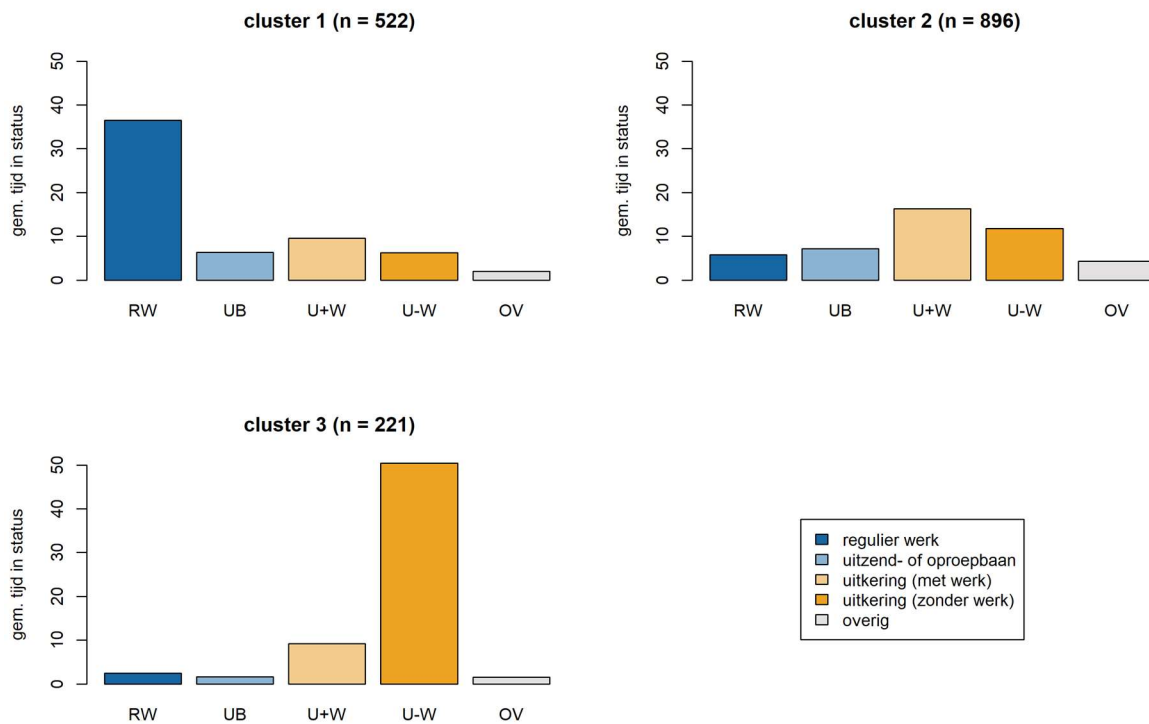 cluster 1 (n = 522)
gem. tijd in status
50
40
30
20
10
0
RW UB U+W U-W OV
cluster 2 (n = 896)
gem. tijd in status
50
40
30
20
10
0
RW UB U+W U-W OV
cluster 3 (n = 221)
gem. tijd in status
50
40
30
20
10
0
RW UB U+W U-W OV
regulier werk
uitzend- of oproepbaan
uitkering (met werk)
uitkering (zonder werk)
overig